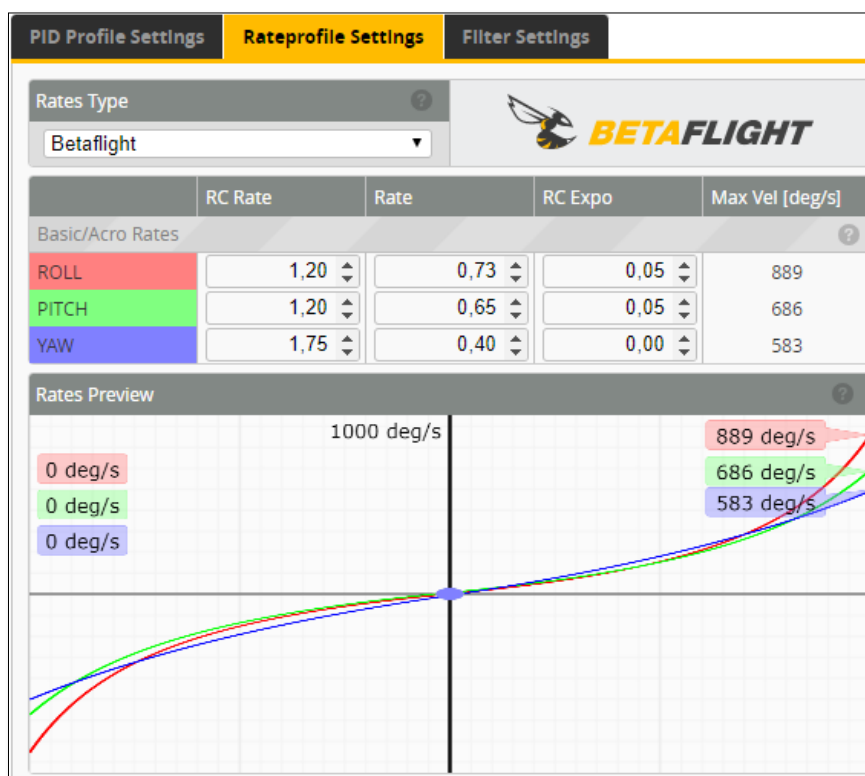 PID Profile Settings Rateprofile Settings Filter Settings
Rates Type ?
Betaflight
BETAFLIGHT
RC Rate Rate RC Expo Max Vel [deg/s]
Basic/Acro Rates ?
ROLL 1,20 0,73 0,05 889
PITCH 1,20 0,65 0,05 686
YAW 1,75 0,40 0,00 583
Rates Preview ?
1000 deg/s 889 deg/s
0 deg/s 686 deg/s
0 deg/s 583 deg/s
0 deg/s